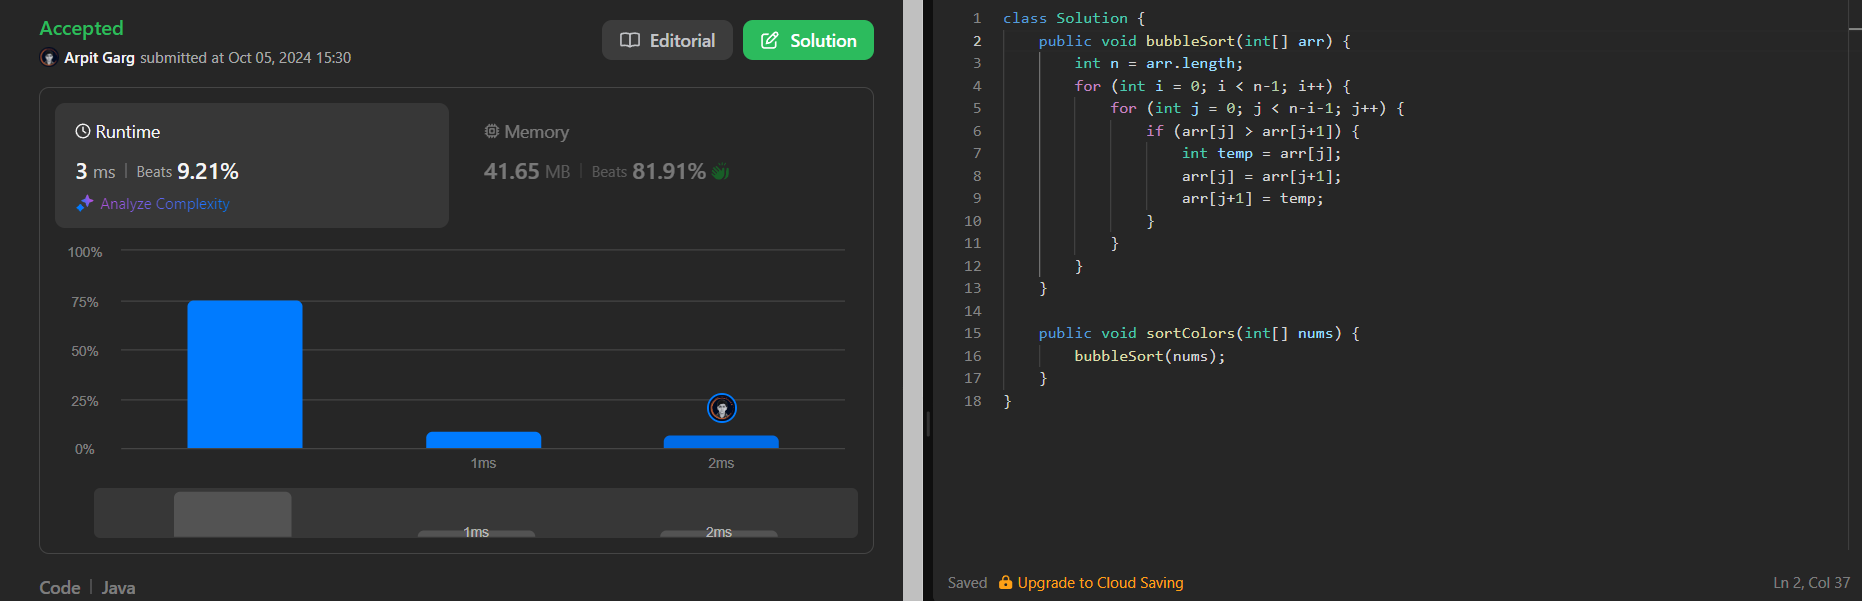 Accepted
Arpit Garg submitted at Oct 05, 2024 15:30
Editorial
Solution
Runtime
3 ms | Beats 9.21%
Analyze Complexity
Memory
41.65 MB | Beats 81.91%
100%
75%
50%
25%
0%
1ms
2ms
1ms
2ms
Code | Java
1 class Solution {
2     public void bubbleSort(int[] arr) {
3         int n = arr.length;
4         for (int i = 0; i < n-1; i++) {
5             for (int j = 0; j < n-i-1; j++) {
6                 if (arr[j] > arr[j+1]) {
7                     int temp = arr[j];
8                     arr[j] = arr[j+1];
9                     arr[j+1] = temp;
10                 }
11             }
12         }
13     }
14
15     public void sortColors(int[] nums) {
16         bubbleSort(nums);
17     }
18 }
Saved
Upgrade to Cloud Saving
Ln 2, Col 37